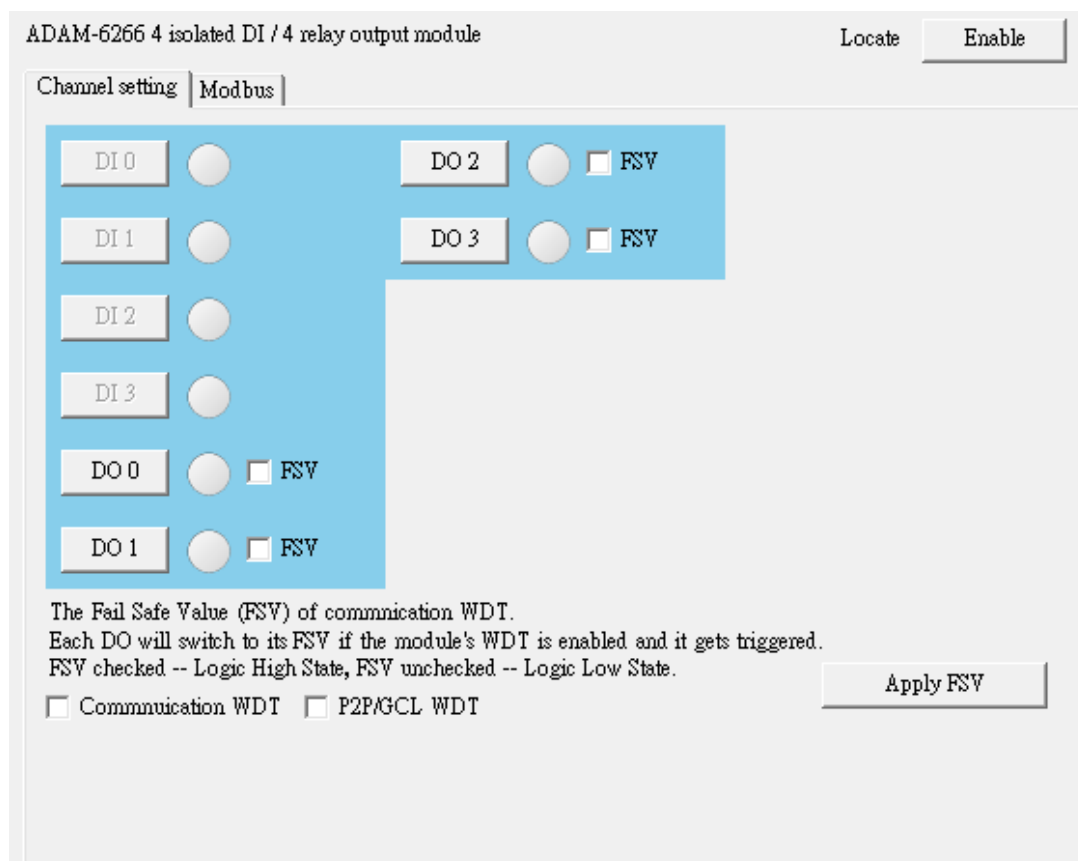 ADAM-6266 4 isolated DI / 4 relay output module
Locate Enable
Channel setting Modbus
DI 0
DI 1
DI 2
DI 3
DO 0 FSV
DO 1 FSV
DO 2 FSV
DO 3 FSV
The Fail Safe Value (FSV) of commnication WDT.
Each DO will switch to its FSV if the module's WDT is enabled and it gets triggered.
FSV checked -- Logic High State, FSV unchecked -- Logic Low State.
Apply FSV
Commnuication WDT P2P/GCL WDT